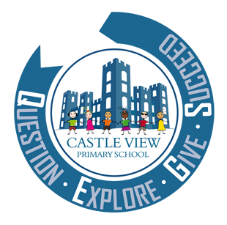 CASTLE VIEW
PRIMARY SCHOOL
QUESTION · EXPLORE · GIVE · SUCCEED